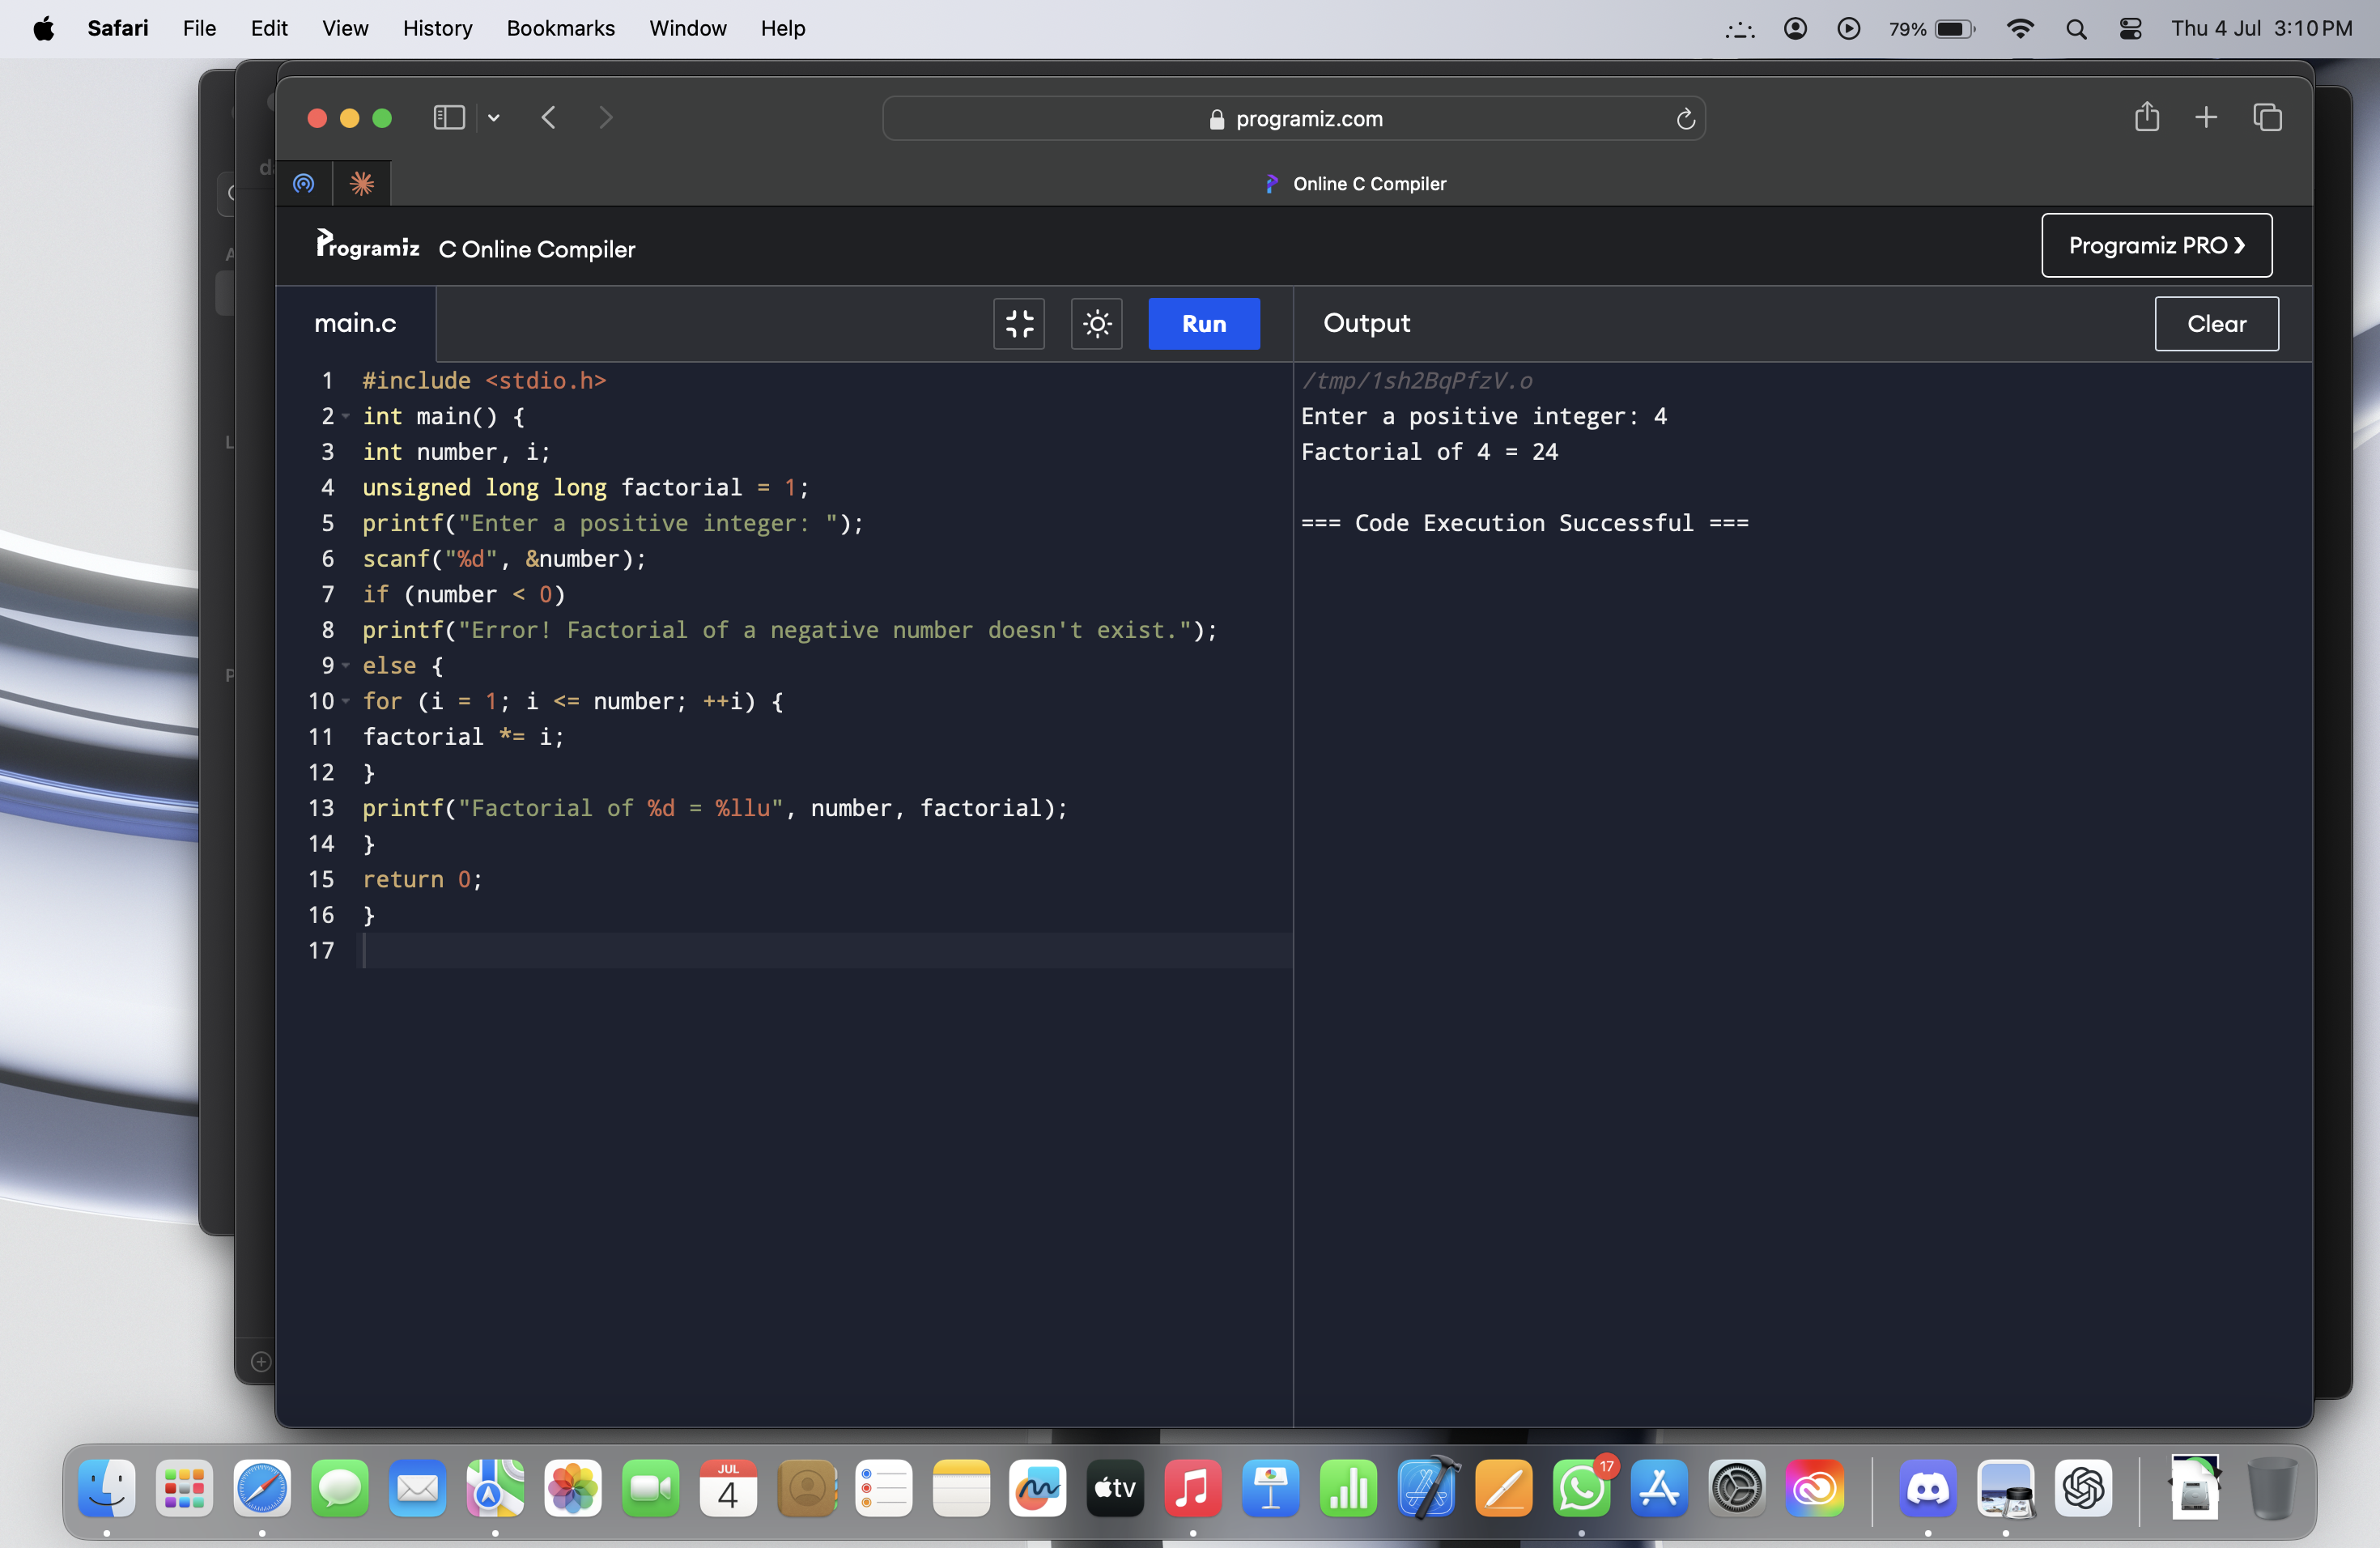 Safari File Edit View History Bookmarks Window Help 79% Thu 4 Jul 3:10 PM
programiz.com
Online C Compiler
Programiz C Online Compiler Programiz PRO ❯
main.c Run Output Clear
1 #include <stdio.h>
2 int main() {
3 int number, i;
4 unsigned long long factorial = 1;
5 printf("Enter a positive integer: ");
6 scanf("%d", &number);
7 if (number < 0)
8 printf("Error! Factorial of a negative number doesn't exist.");
9 else {
10 for (i = 1; i <= number; ++i) {
11 factorial *= i;
12 }
13 printf("Factorial of %d = %llu", number, factorial);
14 }
15 return 0;
16 }
17
/tmp/1sh2BqPfzV.o
Enter a positive integer: 4
Factorial of 4 = 24
=== Code Execution Successful ===
JUL
4
tv
17